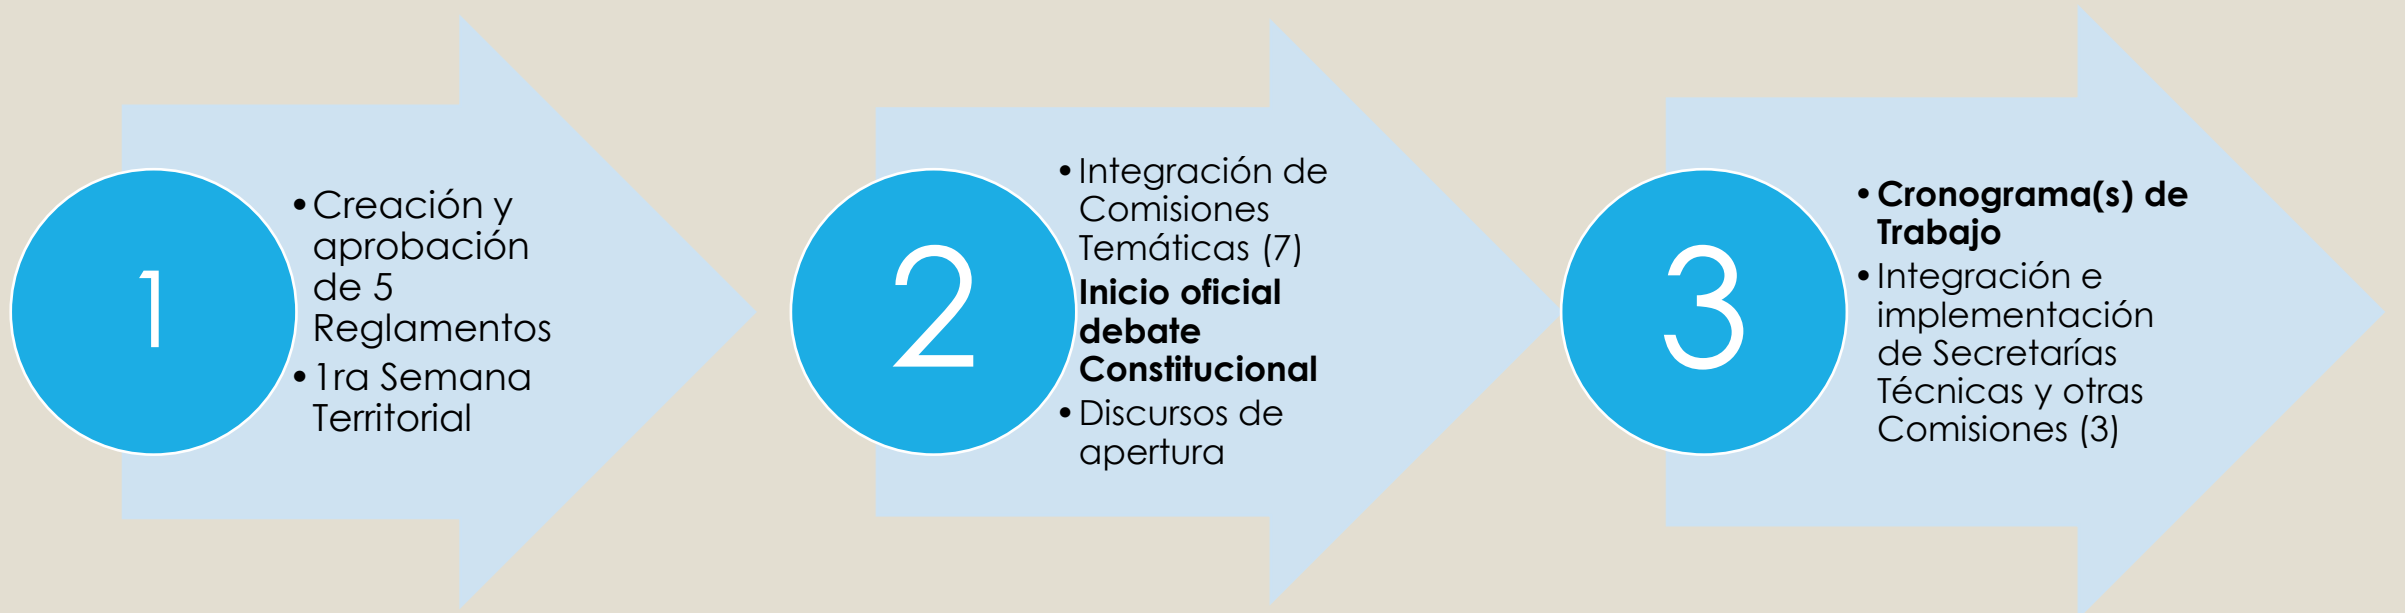 1
•Creación y
aprobación
de 5
Reglamentos
•1ra Semana
Territorial
2
•Integración de
Comisiones
Temáticas (7)
Inicio oficial
debate
Constitucional
•Discursos de
apertura
3
•Cronograma(s) de
Trabajo
•Integración e
implementación
de Secretarías
Técnicas y otras
Comisiones (3)